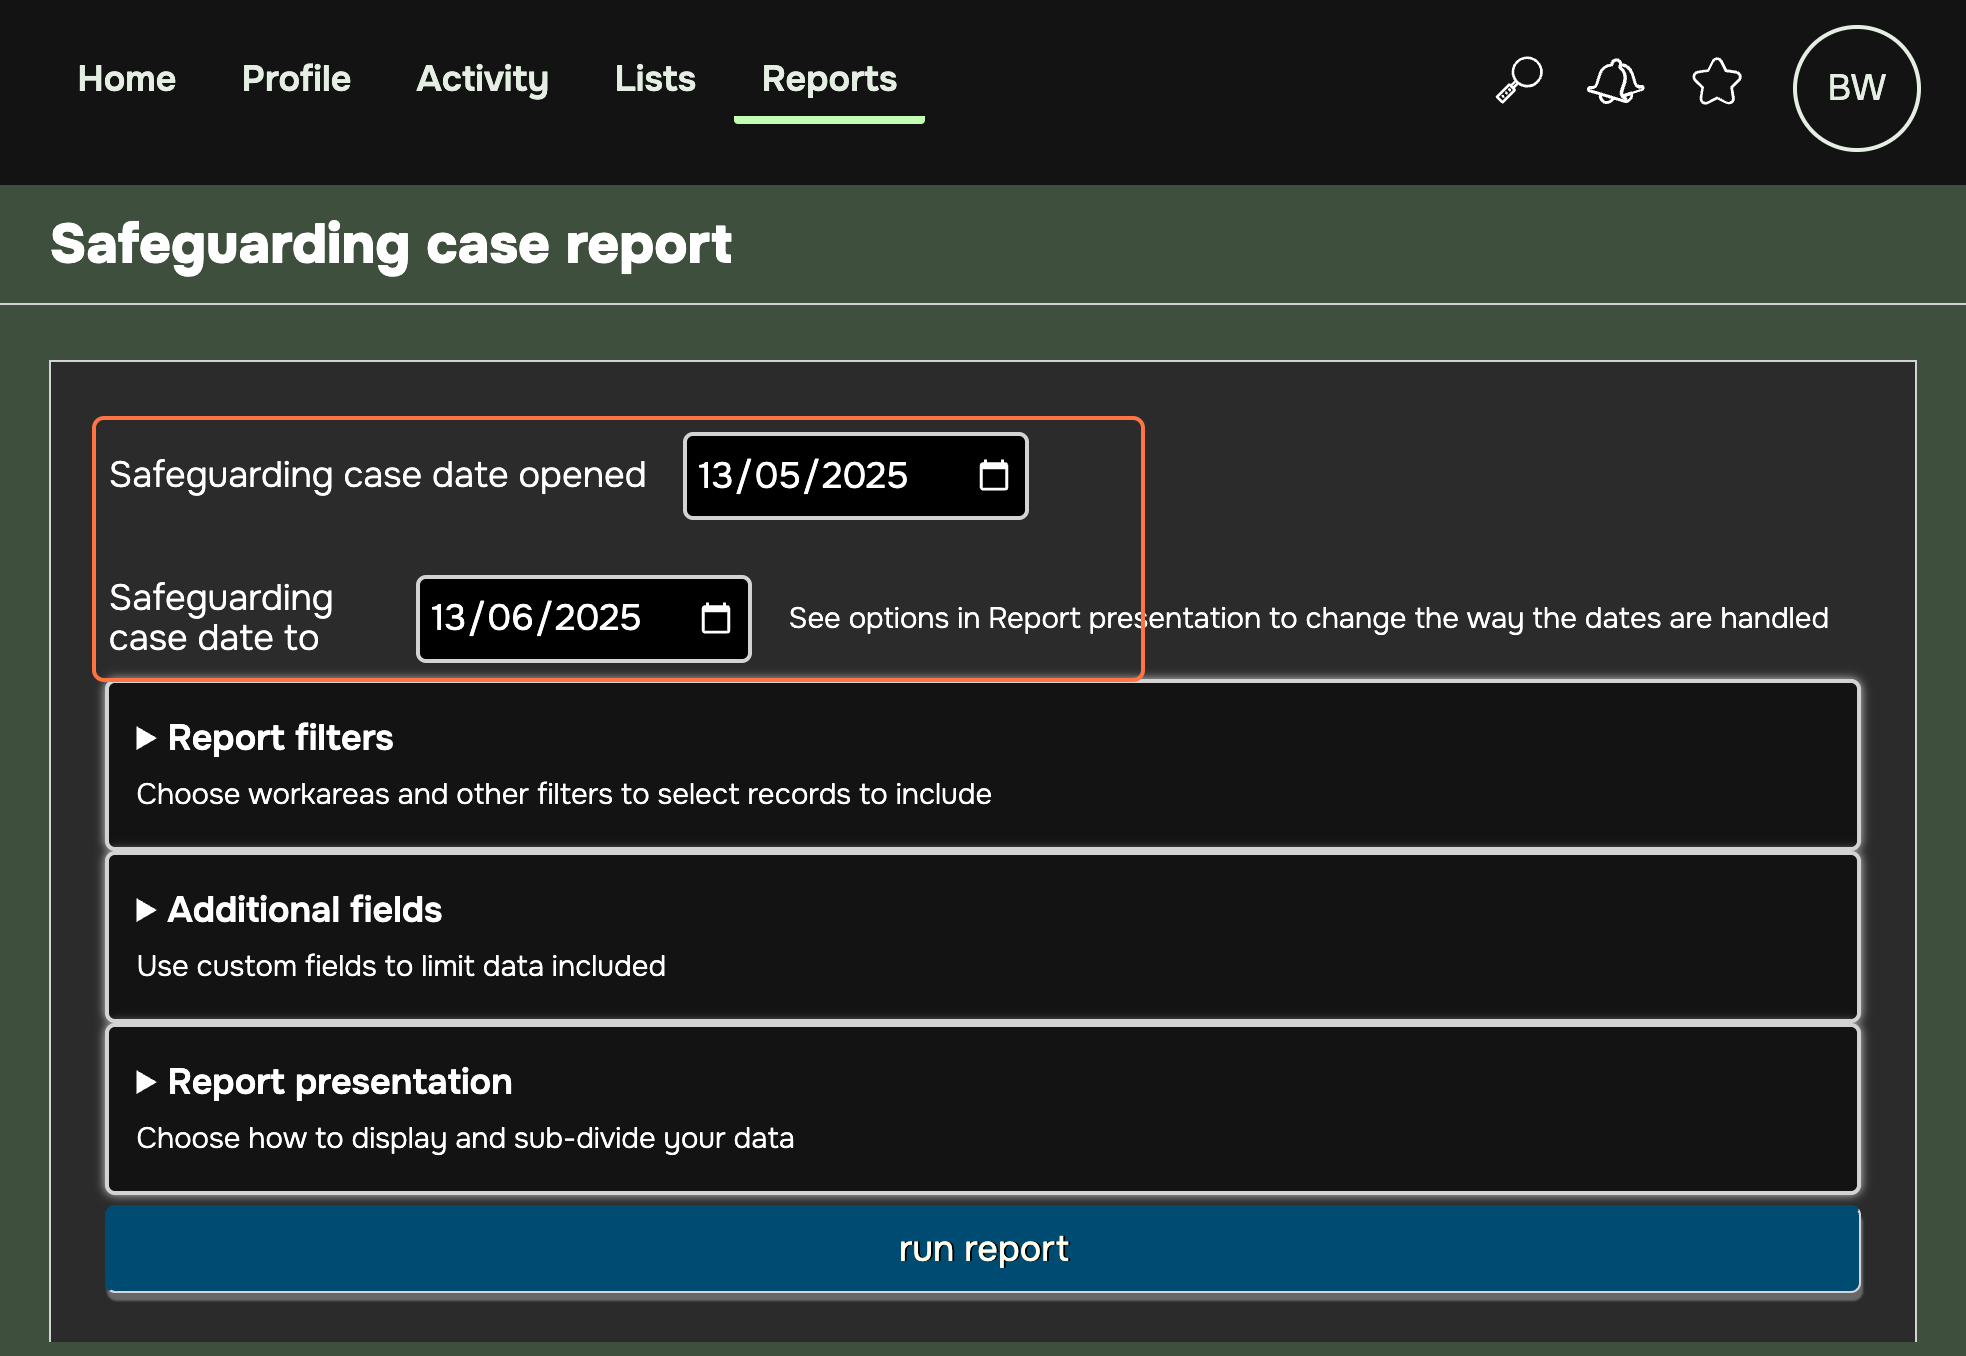 Home Profile Activity Lists Reports BW
Safeguarding case report
Safeguarding case date opened 13/05/2025
Safeguarding
case date to 13/06/2025 See options in Report presentation to change the way the dates are handled
Report filters
Choose workareas and other filters to select records to include
Additional fields
Use custom fields to limit data included
Report presentation
Choose how to display and sub-divide your data
run report